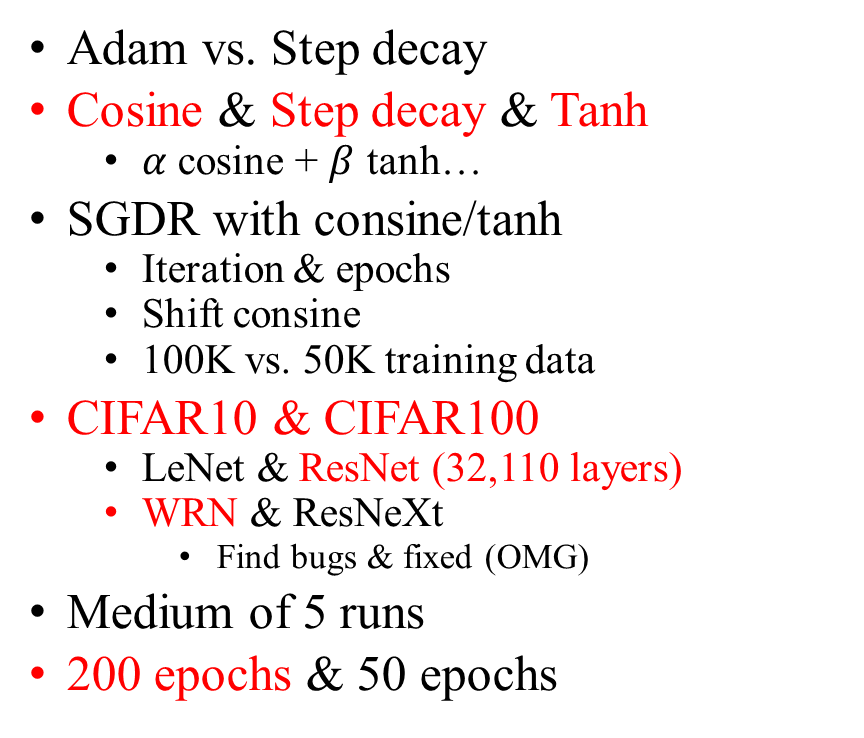 • Adam vs. Step decay
• Cosine & Step decay & Tanh
• α cosine + β tanh…
• SGDR with consine/tanh
• Iteration & epochs
• Shift consine
• 100K vs. 50K training data
• CIFAR10 & CIFAR100
• LeNet & ResNet (32,110 layers)
• WRN & ResNeXt
• Find bugs & fixed (OMG)
• Medium of 5 runs
• 200 epochs & 50 epochs